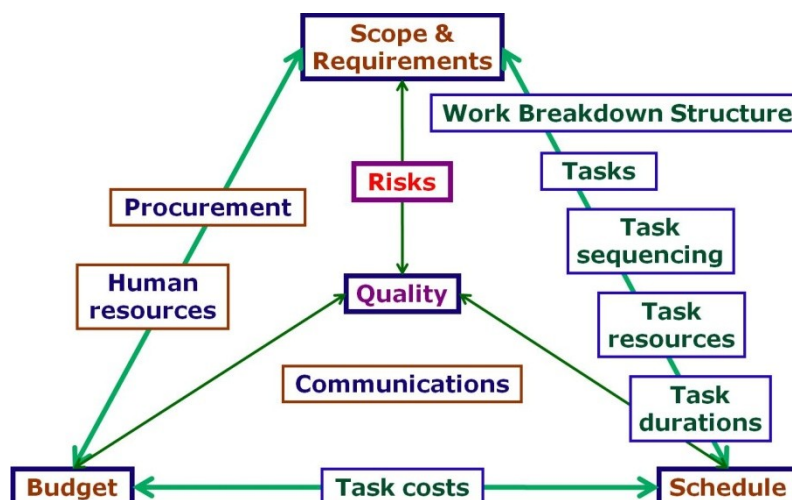 Scope &
Requirements
Work Breakdown Structure
Risks
Tasks
Procurement
Task
sequencing
Human
resources
Quality
Task
resources
Communications
Task
durations
Budget
Task costs
Schedule